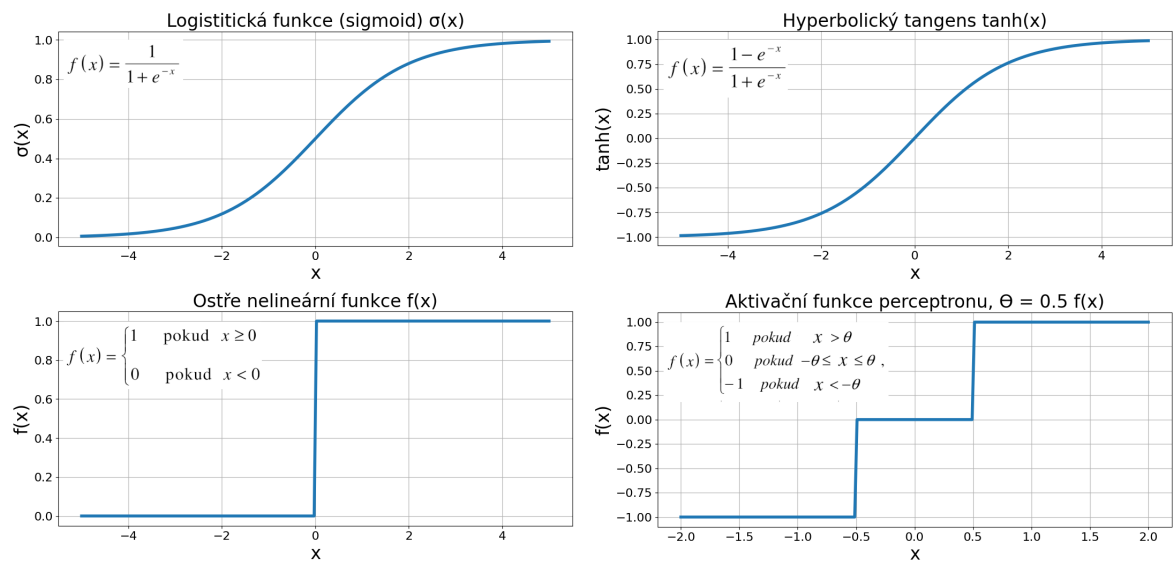 Logistitická funkce (sigmoid) σ(x)
f(x) = 1 / (1 + e^{-x})
σ(x)
1.0
0.8
0.6
0.4
0.2
0.0
−4 −2 0 2 4
x
Hyperbolický tangens tanh(x)
f(x) = (1 − e^{-x}) / (1 + e^{-x})
tanh(x)
1.00
0.75
0.50
0.25
0.00
−0.25
−0.50
−0.75
−1.00
−4 −2 0 2 4
x
Ostře nelineární funkce f(x)
f(x) = {
1 pokud x ≥ 0
0 pokud x < 0
f(x)
1.0
0.8
0.6
0.4
0.2
0.0
−4 −2 0 2 4
x
Aktivační funkce perceptronu, Ɵ = 0.5 f(x)
f(x) = {
1 pokud x > θ
0 pokud −θ ≤ x ≤ θ ,
−1 pokud x < −θ
f(x)
1.00
0.75
0.50
0.25
0.00
−0.25
−0.50
−0.75
−1.00
−2.0 −1.5 −1.0 −0.5 0.0 0.5 1.0 1.5 2.0
x